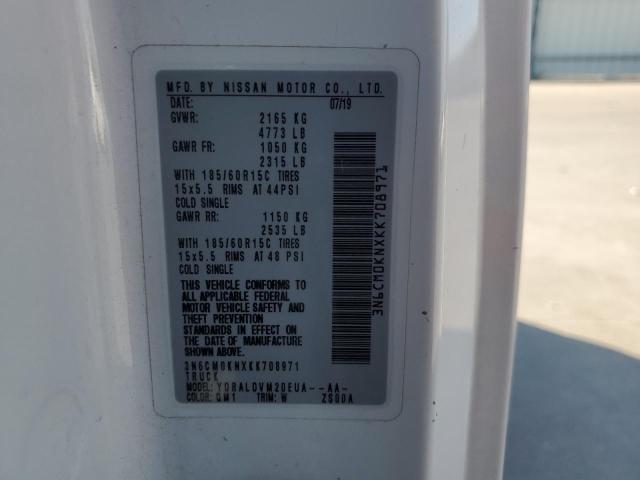 MFD. BY NISSAN MOTOR CO., LTD.
DATE: 07/19
GVWR: 2165 KG
4773 LB
GAWR FR: 1050 KG
2315 LB
WITH 185/60R15C TIRES
15x5.5 RIMS AT 44PSI
COLD SINGLE
GAWR RR: 1150 KG
2535 LB
WITH 185/60R15C TIRES
15x5.5 RIMS AT 48 PSI
COLD SINGLE
THIS VEHICLE CONFORMS TO
ALL APPLICABLE FEDERAL
MOTOR VEHICLE SAFETY AND
THEFT PREVENTION
STANDARDS IN EFFECT ON
THE DATE OF MANUFACTURE
SHOWN ABOVE.
3N6CM0KNXKK708971
TRUCK
MODEL: YDRALDVM20EUA--AA-
COLOR: QM1 TRIM: W ZS00A
3N6CM0KNXKK708971